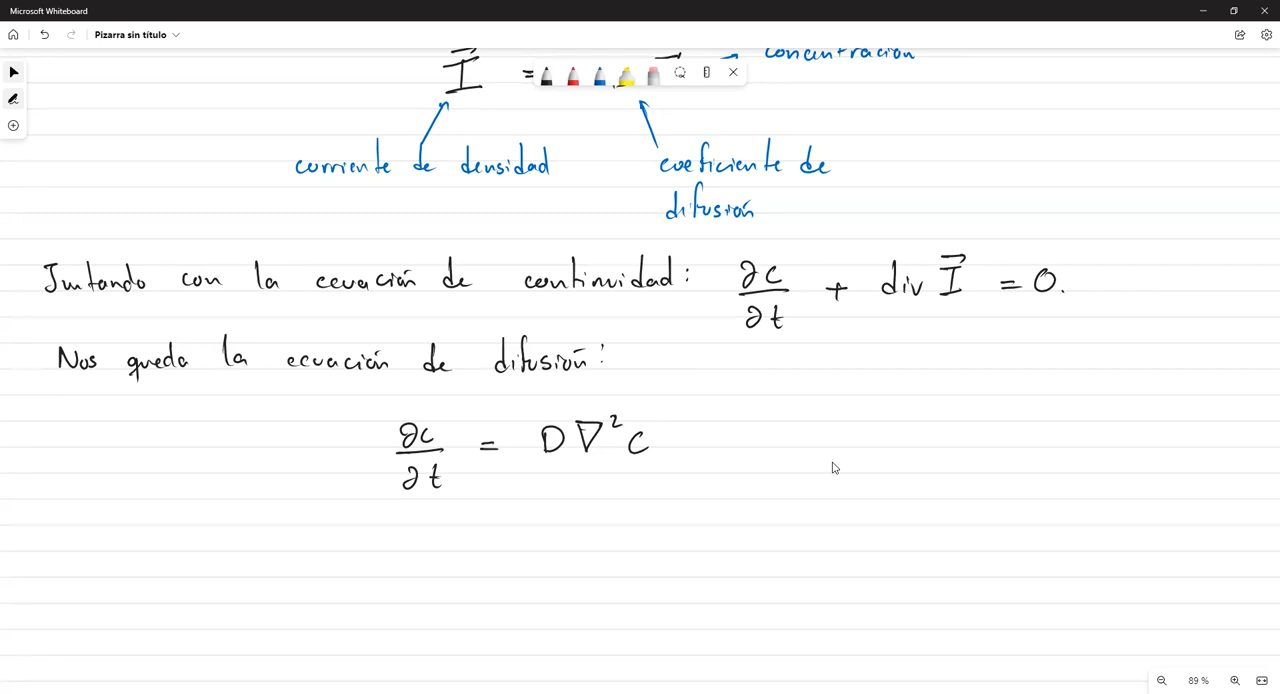 Microsoft Whiteboard
Pizarra sin título
concentración
I⃗ =
corriente de densidad
coeficiente de
difusión
Juntando con la ecuación de continuidad: ∂c/∂t + div I⃗ = 0.
Nos queda la ecuación de difusión:
∂c/∂t = D∇²c
89 %